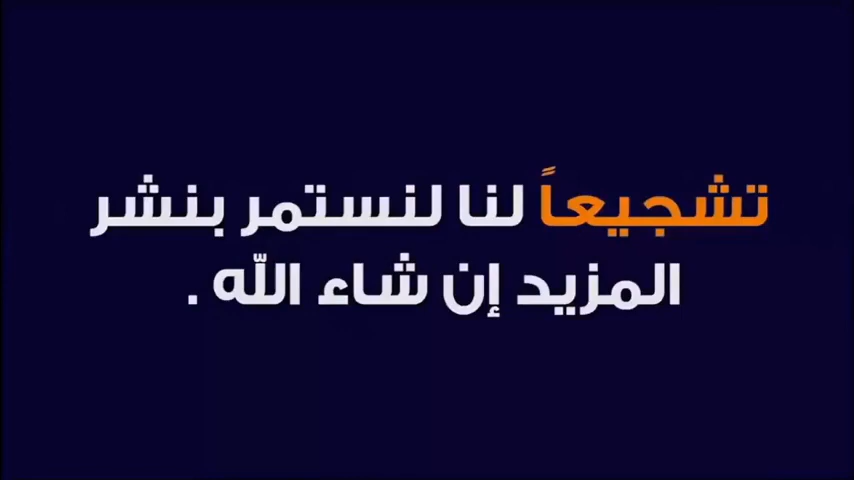 تشجيعاً لنا لنستمر بنشر
المزيد إن شاء الله .